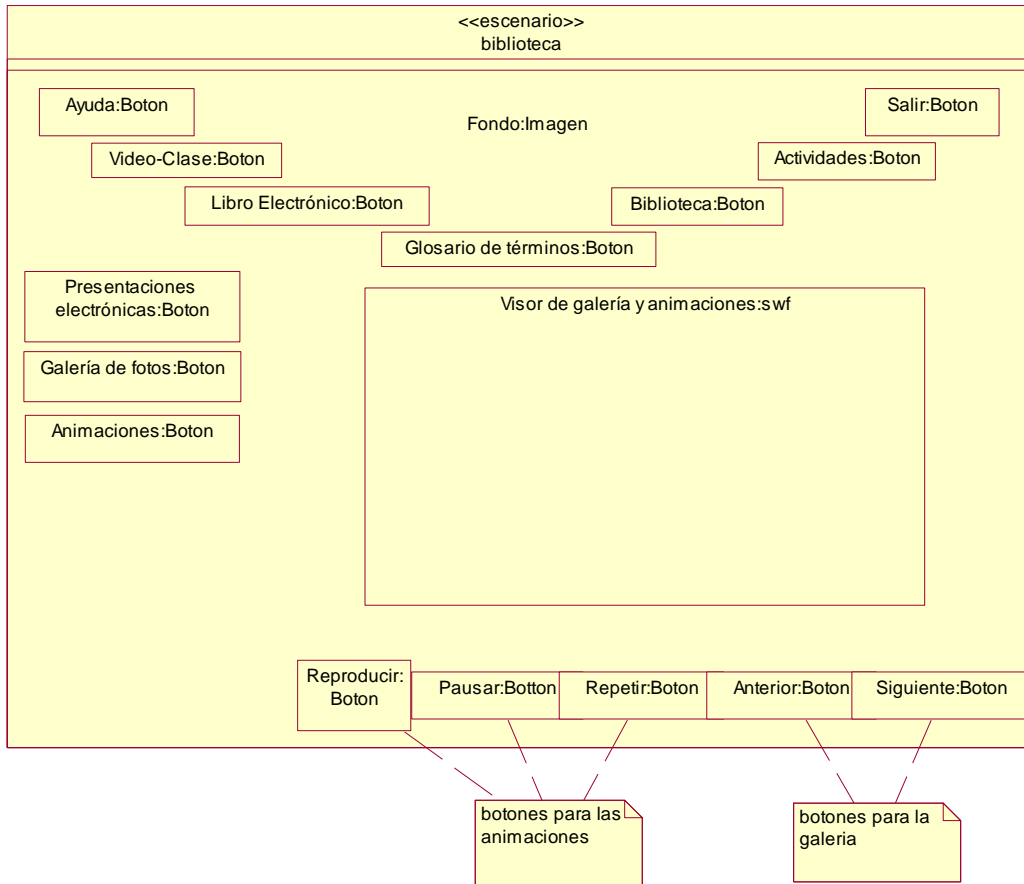 <<escenario>>
biblioteca
Ayuda:Boton
Fondo:Imagen
Salir:Boton
Video-Clase:Boton
Actividades:Boton
Libro Electrónico:Boton
Biblioteca:Boton
Glosario de términos:Boton
Presentaciones
electrónicas:Boton
Visor de galería y animaciones:swf
Galería de fotos:Boton
Animaciones:Boton
Reproducir:
Boton
Pausar:Botton
Repetir:Boton
Anterior:Boton
Siguiente:Boton
botones para las
animaciones
botones para la
galeria